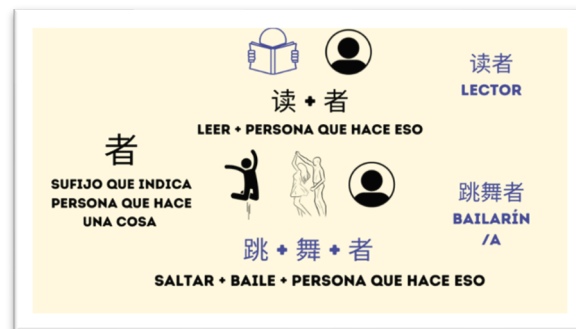 读 + 者
LEER + PERSONA QUE HACE ESO
读者
LECTOR
者
SUFIJO QUE INDICA
PERSONA QUE HACE
UNA COSA
跳 + 舞 + 者
SALTAR + BAILE + PERSONA QUE HACE ESO
跳舞者
BAILARÍN
/A